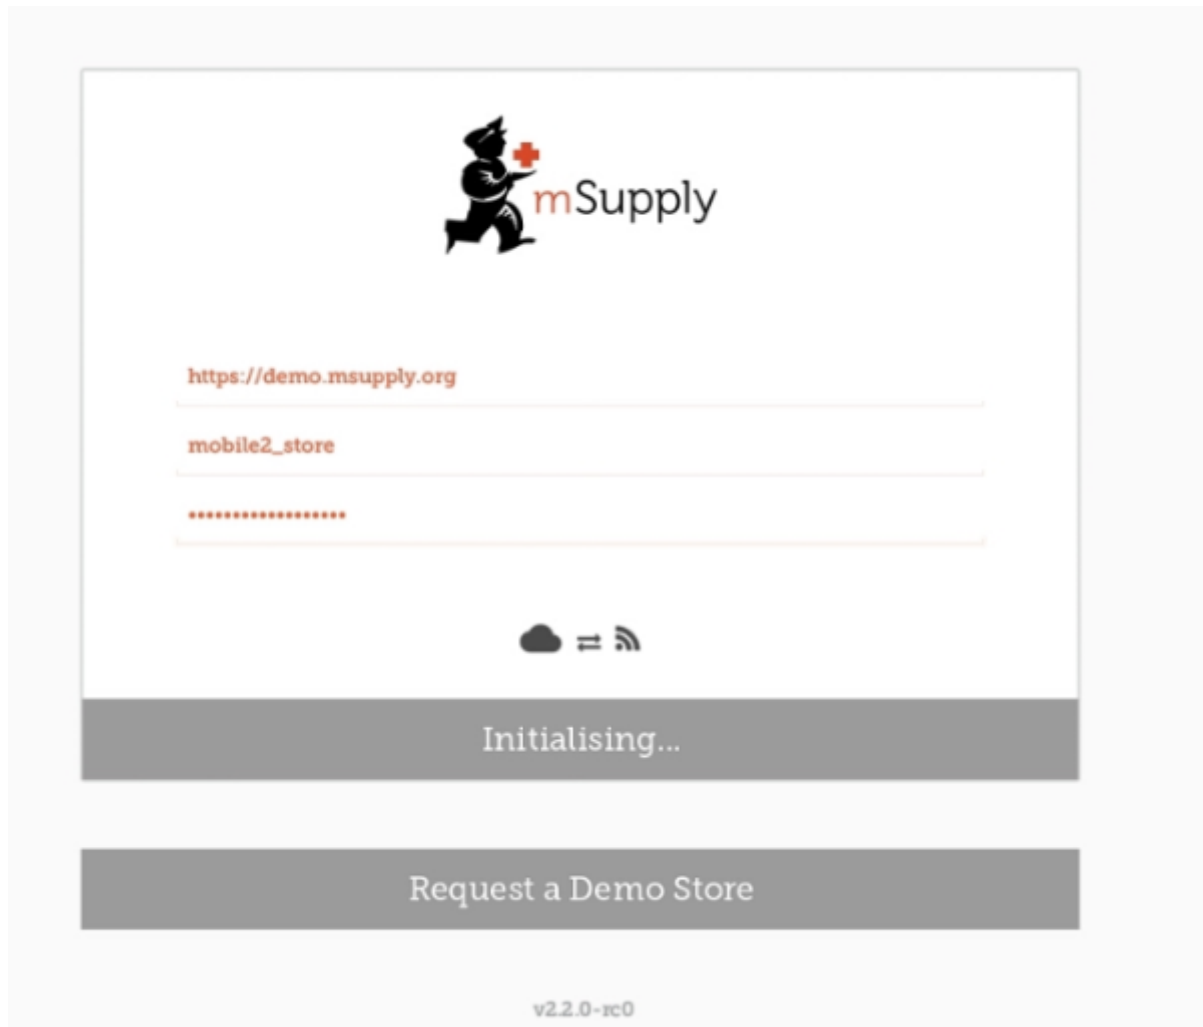 mSupply
https://demo.msupply.org
mobile2_store
••••••••••••••••••
Initialising...
Request a Demo Store
v2.2.0-rc0